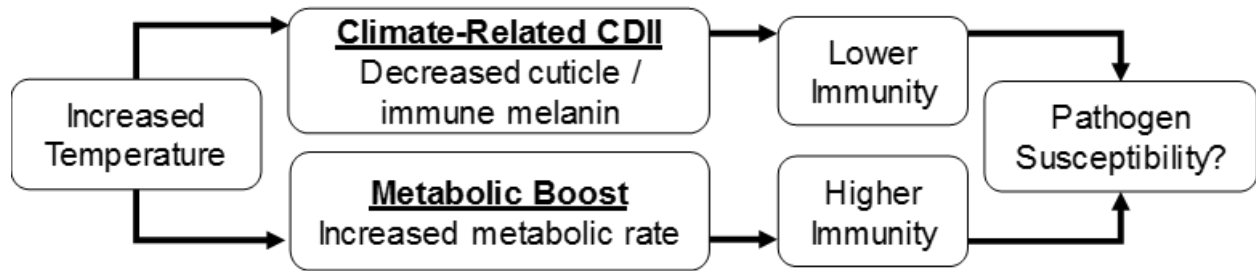 Increased
Temperature
Climate-Related CDII
Decreased cuticle /
immune melanin
Lower
Immunity
Metabolic Boost
Increased metabolic rate
Higher
Immunity
Pathogen
Susceptibility?